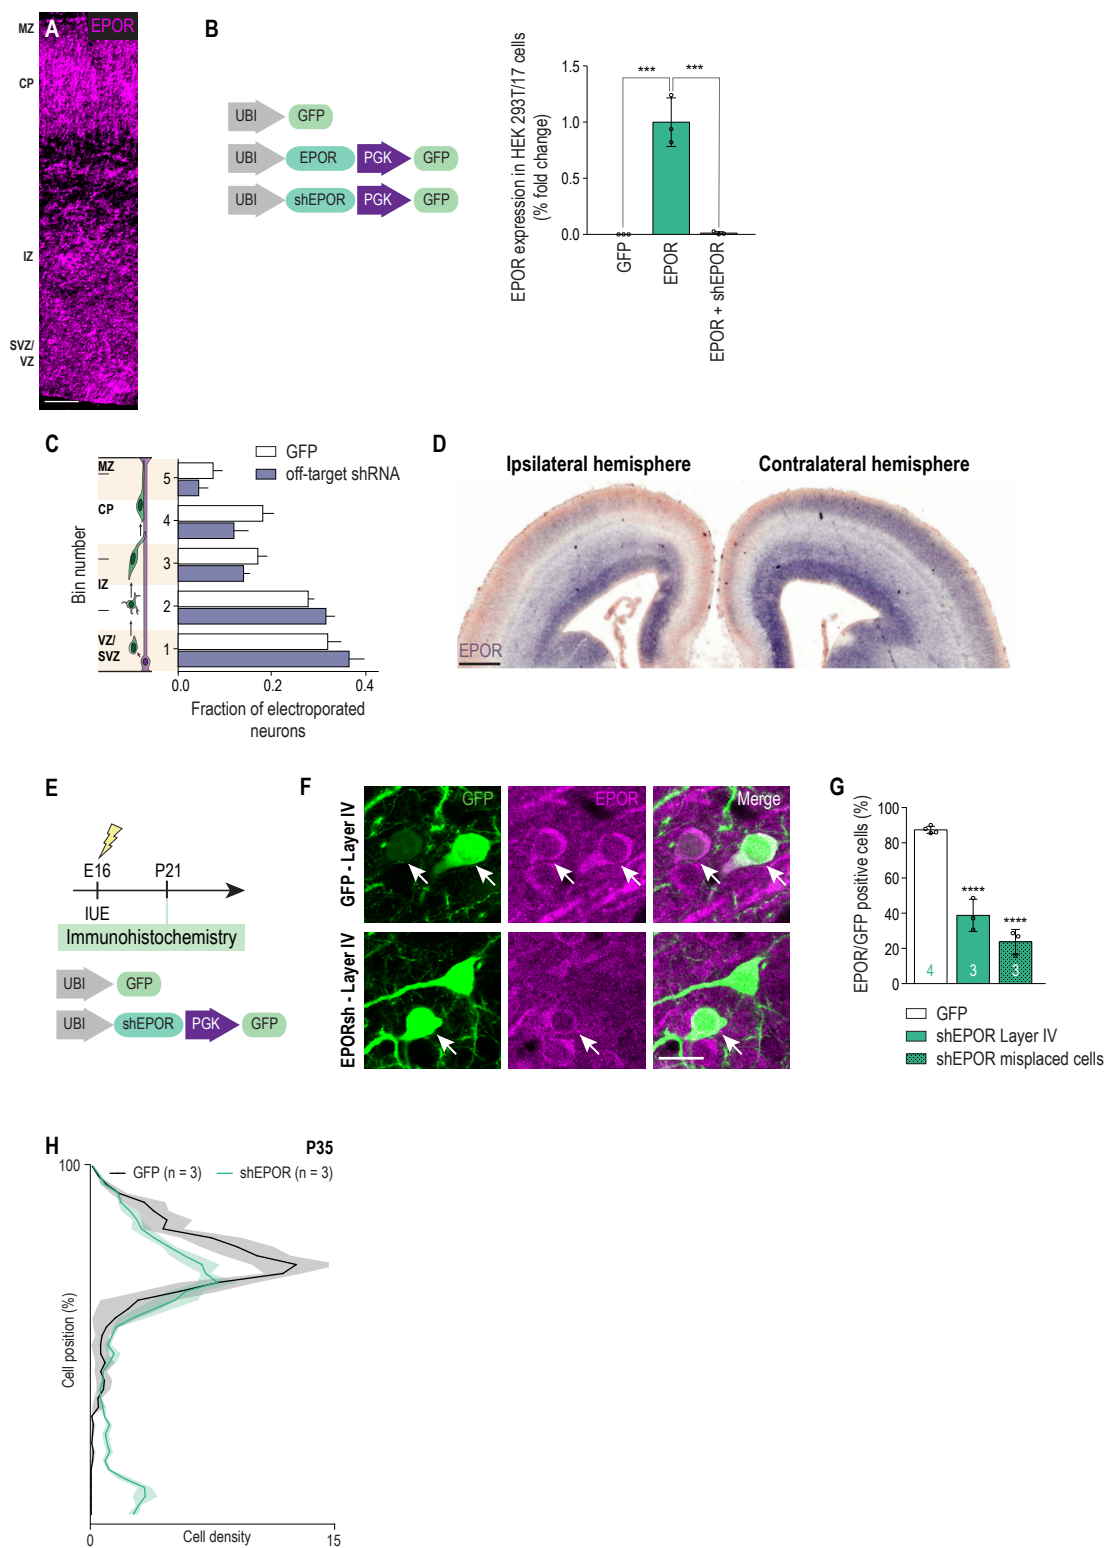 A
EPOR
MZ
CP
IZ
SVZ/
VZ
B
UBI
GFP
UBI
EPOR
PGK
GFP
UBI
shEPOR
PGK
GFP
EPOR expression in HEK 293T/17 cells
(% fold change)
1.5
1.0
0.5
0.0
***
***
GFP
EPOR
EPOR + shEPOR
C
GFP
off-target shRNA
Bin number
MZ
CP
IZ
VZ/
SVZ
5
4
3
2
1
0.0
0.2
0.4
Fraction of electroporated
neurons
D
Ipsilateral hemisphere
Contralateral hemisphere
EPOR
E
E16
P21
IUE
Immunohistochemistry
UBI
GFP
UBI
shEPOR
PGK
GFP
F
GFP
EPOR
Merge
GFP - Layer IV
EPORsh - Layer IV
G
EPOR/GFP positive cells (%)
100
80
60
40
20
0
****
****
4
3
3
GFP
shEPOR Layer IV
shEPOR misplaced cells
H
P35
100
GFP (n = 3)
shEPOR (n = 3)
Cell position (%)
0
Cell density
15